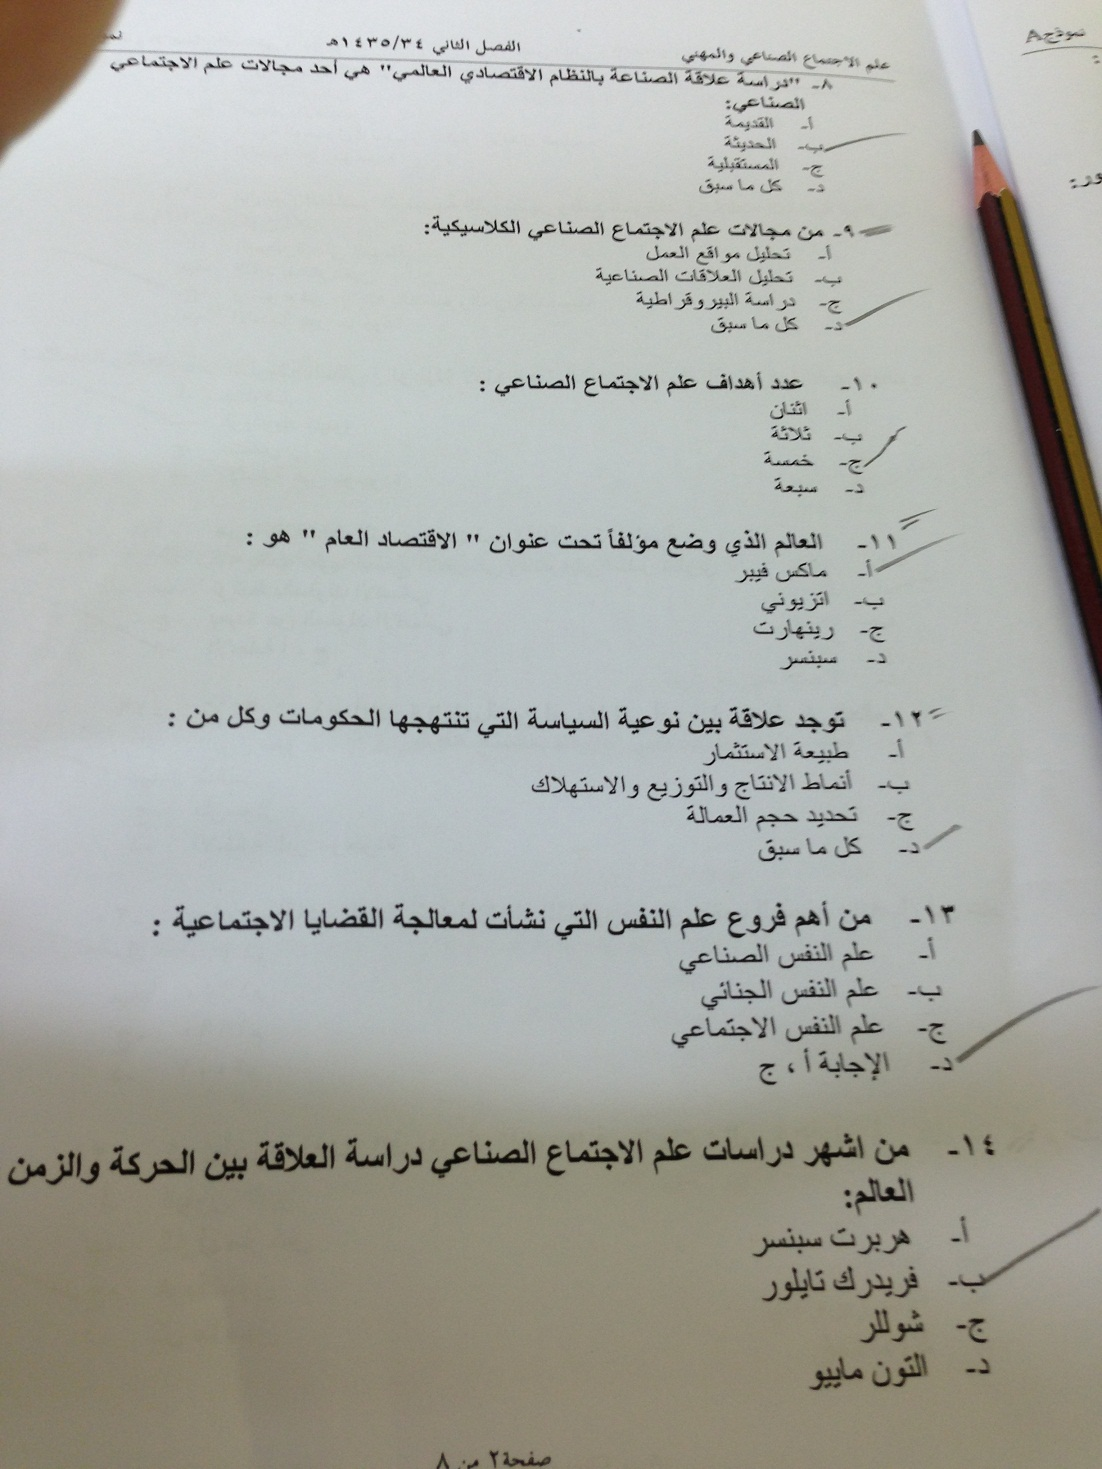 نموذج A
علم الاجتماع الصناعي والمهني
الفصل الثاني ١٤٣٥/٣٤هـ
٨- "دراسة علاقة الصناعة بالنظام الاقتصادي العالمي" هي أحد مجالات علم الاجتماعي
الصناعي:
أ- القديمة
ب- الحديثة
ج- المستقبلية
د- كل ما سبق
٩- من مجالات علم الاجتماع الصناعي الكلاسيكية:
أ- تحليل مواقع العمل
ب- تحليل العلاقات الصناعية
ج- دراسة البيروقراطية
د- كل ما سبق
١٠- عدد أهداف علم الاجتماع الصناعي :
أ- اثنان
ب- ثلاثة
ج- خمسة
د- سبعة
١١- العالم الذي وضع مؤلفاً تحت عنوان " الاقتصاد العام " هو :
أ- ماكس فيبر
ب- اتزيوني
ج- رينهارت
د- سبنسر
١٢- توجد علاقة بين نوعية السياسة التي تنتهجها الحكومات وكل من :
أ- طبيعة الاستثمار
ب- أنماط الانتاج والتوزيع والاستهلاك
ج- تحديد حجم العمالة
د- كل ما سبق
١٣- من أهم فروع علم النفس التي نشأت لمعالجة القضايا الاجتماعية :
أ- علم النفس الصناعي
ب- علم النفس الجنائي
ج- علم النفس الاجتماعي
د- الإجابة أ ، ج
١٤- من اشهر دراسات علم الاجتماع الصناعي دراسة العلاقة بين الحركة والزمن
العالم:
أ- هربرت سبنسر
ب- فريدرك تايلور
ج- شوللر
د- التون ماييو
صفحة٢ من ٨